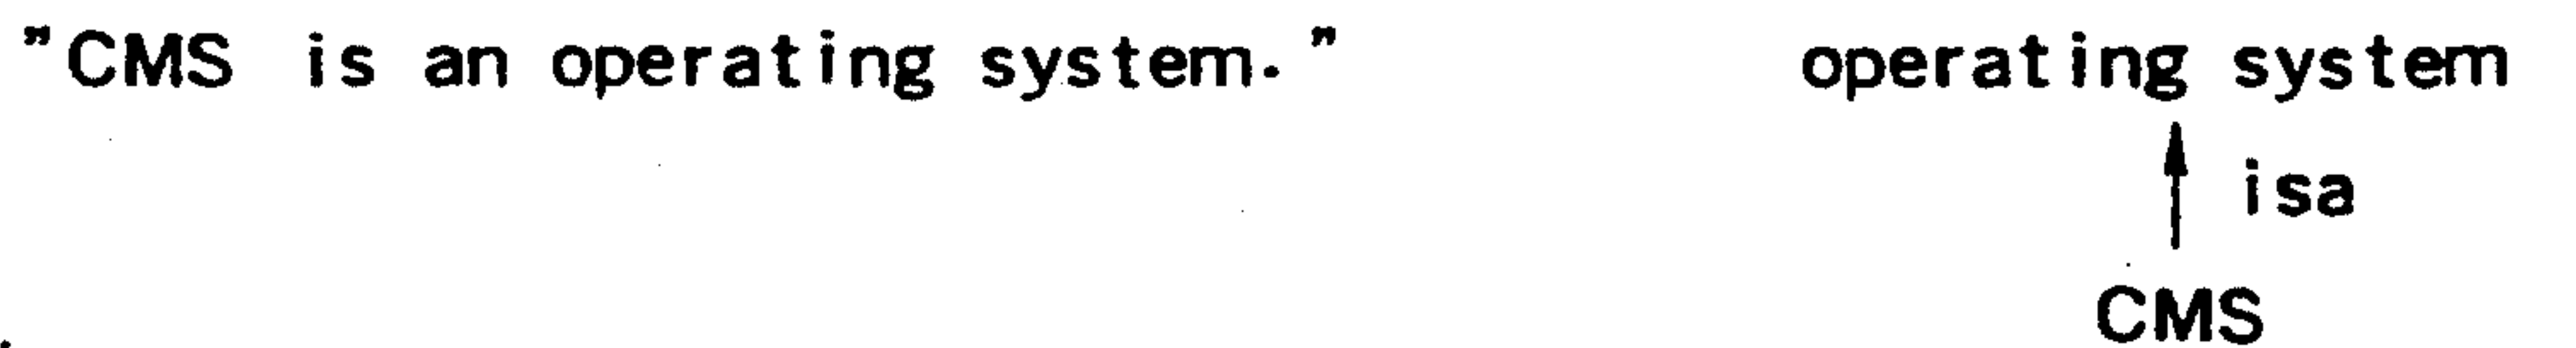 "CMS is an operating system." operating system
isa
CMS